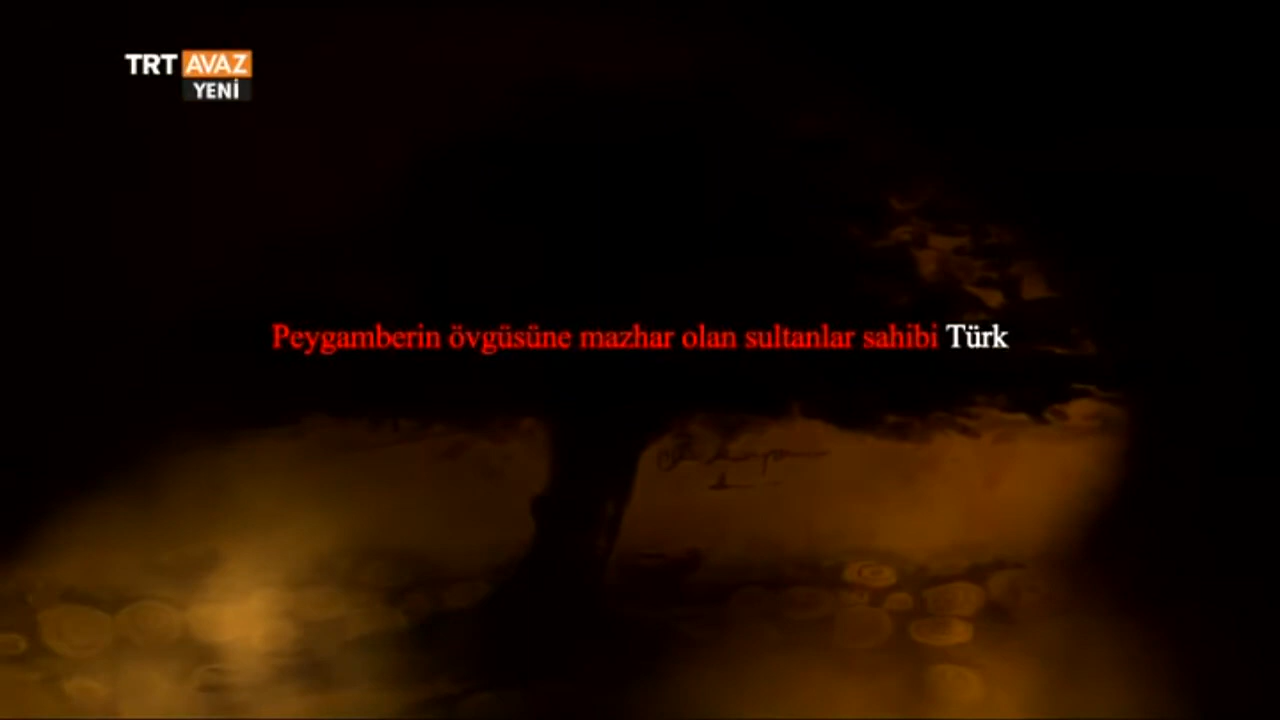 TRT AVAZ
YENİ
Peygamberin övgüsüne mazhar olan sultanlar sahibi Türk